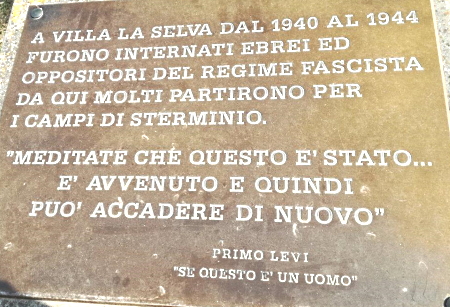 A VILLA LA SELVA DAL 1940 AL 1944
FURONO INTERNATI EBREI ED
OPPOSITORI DEL REGIME FASCISTA
DA QUI MOLTI PARTIRONO PER
I CAMPI DI STERMINIO.
"MEDITATE CHE QUESTO E' STATO...
E' AVVENUTO E QUINDI
PUO' ACCADERE DI NUOVO"
PRIMO LEVI
"SE QUESTO E' UN UOMO"